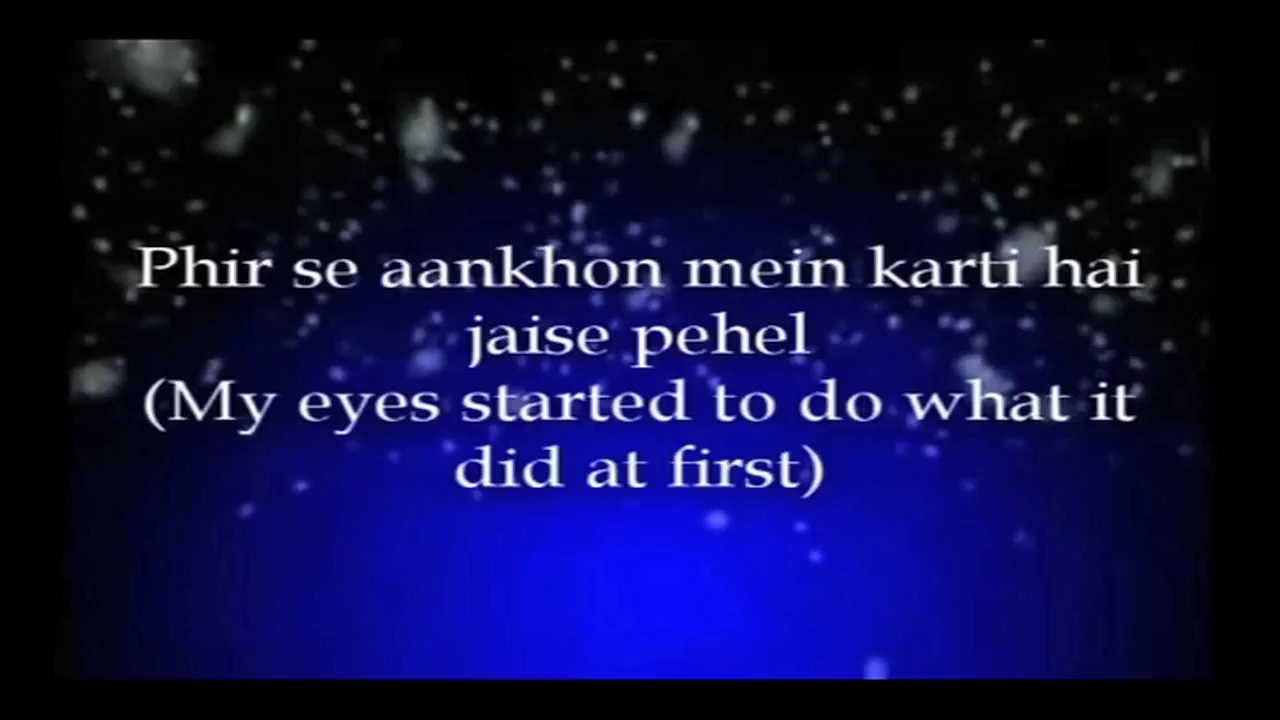 Phir se aankhon mein karti hai
jaise pehel
(My eyes started to do what it
did at first)